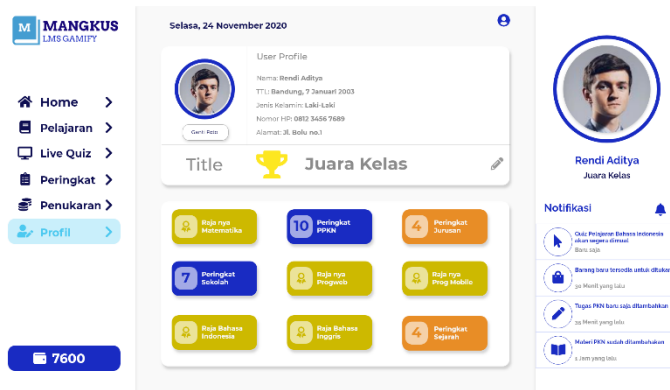 M MANGKUS
LMS GAMIFY
Home
Pelajaran
Live Quiz
Peringkat
Penukaran
Profil
7600
Selasa, 24 November 2020
User Profile
Nama: Rendi Aditya
TTL: Bandung, 7 Januari 2003
Jenis Kelamin: Laki-Laki
Nomor HP: 0812 3456 7689
Alamat: Jl. Bolu no.1
Ganti Foto
Title Juara Kelas
Raja nya
Matematika
10 Peringkat
PPKN
4 Peringkat
Jurusan
7 Peringkat
Sekolah
Raja nya
Progweb
Raja nya
Prog Mobile
Raja Bahasa
Indonesia
Raja Bahasa
Inggris
4 Peringkat
Sejarah
Rendi Aditya
Juara Kelas
Notifikasi
Quiz Pelajaran Bahasa Indonesia
akan segera dimual
Baru saja
Barang baru tersedia untuk ditukar
30 Menit yang lalu
Tugas PKN baru saja ditambahkan
39 Menit yang lalu
Materi PKN sudah ditambahakan
1 Jam yang lalu